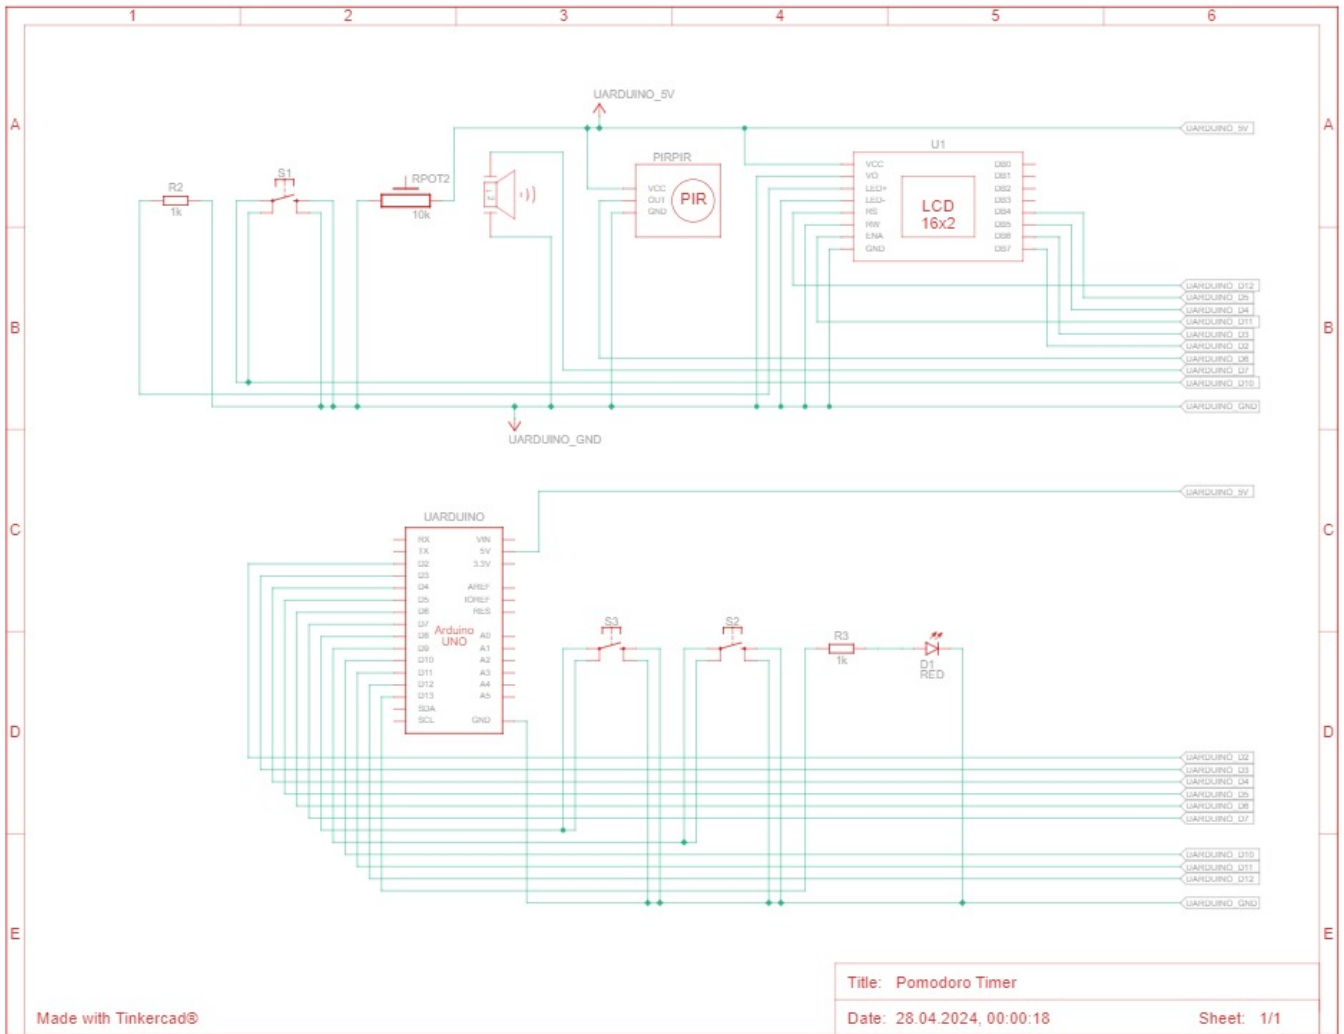 1 2 3 4 5 6
A
B
C
D
E
A
B
C
D
E
UARDUINO_5V
UARDUINO_5V
R2
1k
S1
RPOT2
10k
PIRPIR
VCC
OUT
GND
PIR
U1
VCC
VO
LED+
LED-
RS
RW
ENA
GND
LCD
16x2
DB0
DB1
DB2
DB3
DB4
DB5
DB6
DB7
UARDUINO_D12
UARDUINO_D5
UARDUINO_D4
UARDUINO_D11
UARDUINO_D3
UARDUINO_D2
UARDUINO_D6
UARDUINO_D7
UARDUINO_D10
UARDUINO_GND
UARDUINO_GND
UARDUINO_5V
UARDUINO
RX
TX
D2
D3
D4
D5
D6
D7
D8
D9
D10
D11
D12
D13
SDA
SCL
Arduino
UNO
VIN
5V
3.3V
AREF
IOREF
RES
A0
A1
A2
A3
A4
A5
GND
S3
S2
R3
1k
D1
RED
UARDUINO_D2
UARDUINO_D3
UARDUINO_D4
UARDUINO_D5
UARDUINO_D6
UARDUINO_D7
UARDUINO_D10
UARDUINO_D11
UARDUINO_D12
UARDUINO_GND
Title: Pomodoro Timer
Made with Tinkercad®
Date: 28.04.2024, 00:00:18 Sheet: 1/1